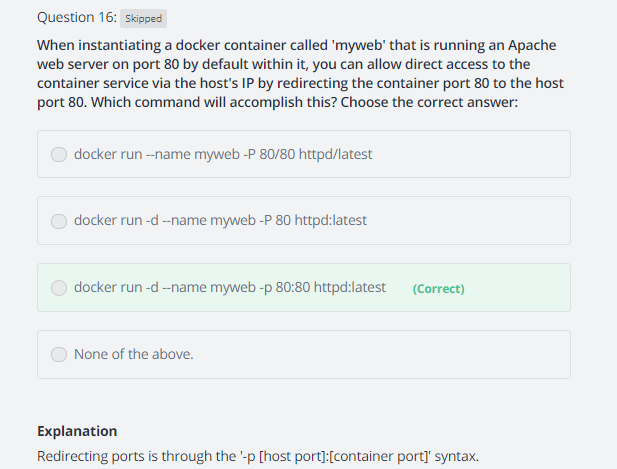 Question 16: Skipped
When instantiating a docker container called 'myweb' that is running an Apache
web server on port 80 by default within it, you can allow direct access to the
container service via the host's IP by redirecting the container port 80 to the host
port 80. Which command will accomplish this? Choose the correct answer:
docker run --name myweb -P 80/80 httpd/latest
docker run -d --name myweb -P 80 httpd:latest
docker run -d --name myweb -p 80:80 httpd:latest (Correct)
None of the above.
Explanation
Redirecting ports is through the '-p [host port]:[container port]' syntax.